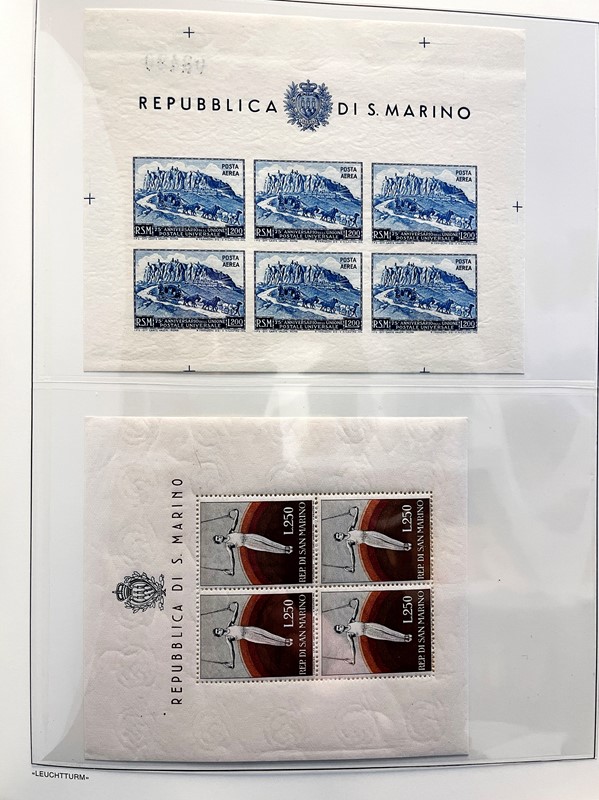 REPUBBLICA DI S. MARINO
POSTA
AEREA
75° ANNIVERSARIO DELL'UNIONE
R.S.M. POSTALE UNIVERSALE L.200
POSTA
AEREA
75° ANNIVERSARIO DELL'UNIONE
R.S.M. POSTALE UNIVERSALE L.200
POSTA
AEREA
75° ANNIVERSARIO DELL'UNIONE
R.S.M. POSTALE UNIVERSALE L.200
POSTA
AEREA
75° ANNIVERSARIO DELL'UNIONE
R.S.M. POSTALE UNIVERSALE L.200
POSTA
AEREA
75° ANNIVERSARIO DELL'UNIONE
R.S.M. POSTALE UNIVERSALE L.200
POSTA
AEREA
75° ANNIVERSARIO DELL'UNIONE
R.S.M. POSTALE UNIVERSALE L.200
REPUBBLICA DI S. MARINO
L.250
REP. DI SAN MARINO
L.250
REP. DI SAN MARINO
L.250
REP. DI SAN MARINO
L.250
REP. DI SAN MARINO
»LEUCHTTURM«